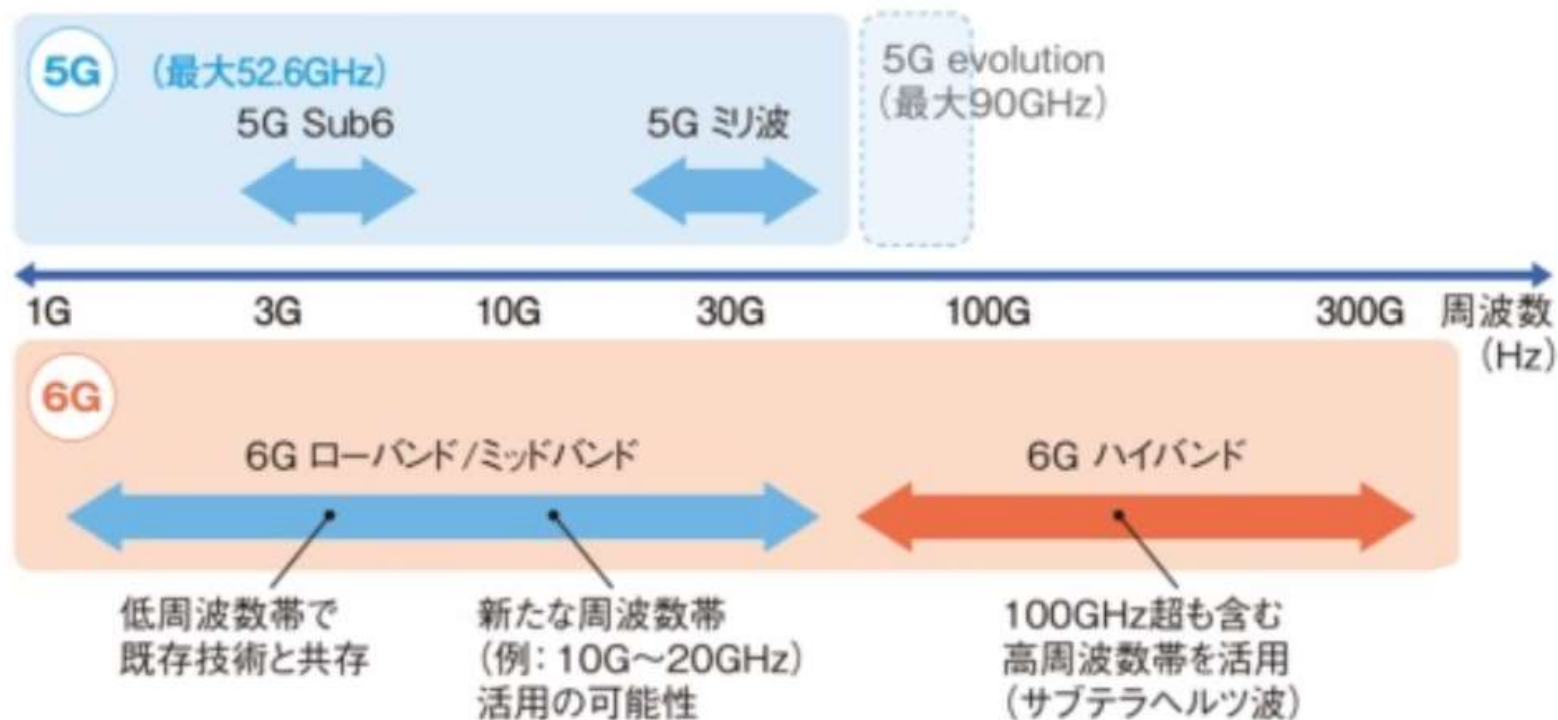 5G
（最大52.6GHz）
5G Sub6
5G ミリ波
5G evolution
（最大90GHz）
1G 3G 10G 30G 100G 300G 周波数
（Hz）
6G
6G ローバンド/ミッドバンド
6G ハイバンド
低周波数帯で
既存技術と共存
新たな周波数帯
（例：10G～20GHz）
活用の可能性
100GHz超も含む
高周波数帯を活用
（サブテラヘルツ波）